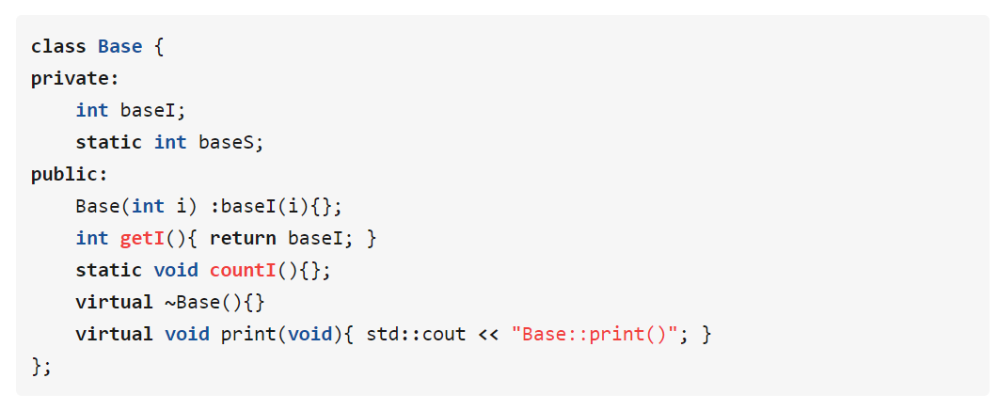 class Base {
private:
    int baseI;
    static int baseS;
public:
    Base(int i) :baseI(i){};
    int getI(){ return baseI; }
    static void countI(){};
    virtual ~Base(){}
    virtual void print(void){ std::cout << "Base::print()"; }
};